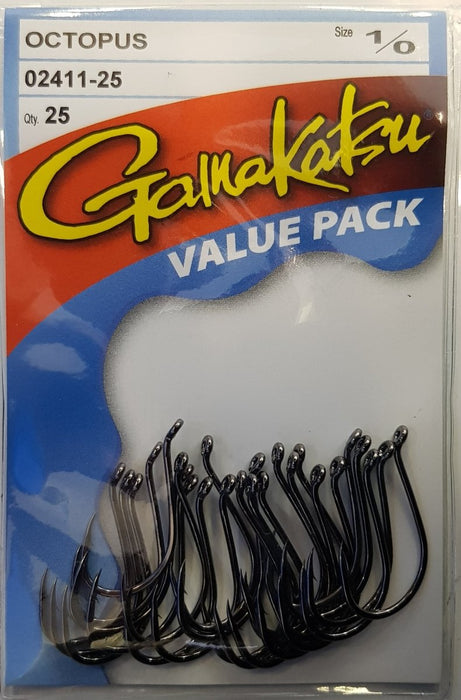 OCTOPUS
Size 1/0
02411-25
Qty. 25
Gamakatsu®
VALUE PACK